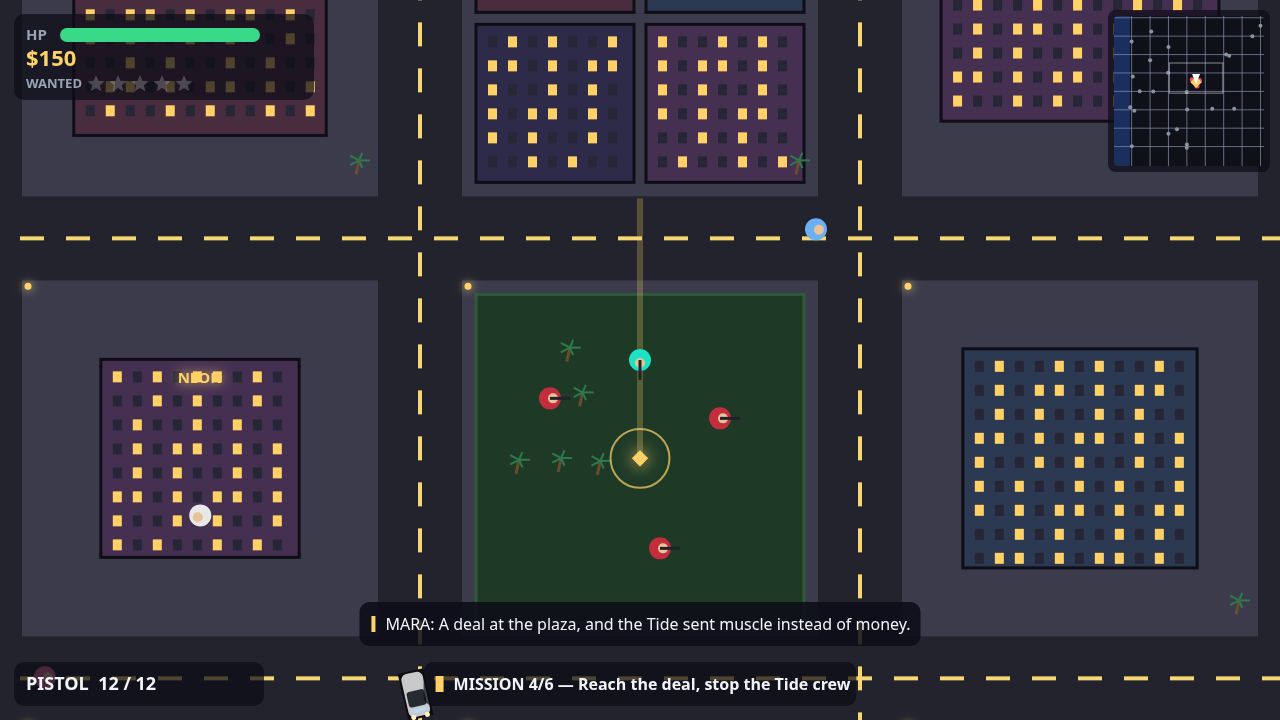 HP
$150
WANTED
NEON
MARA: A deal at the plaza, and the Tide sent muscle instead of money.
PISTOL 12 / 12
MISSION 4/6 — Reach the deal, stop the Tide crew